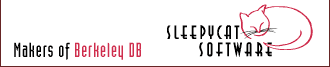 Makers of Berkeley DB
SLEEPYCAT
SOFTWARE